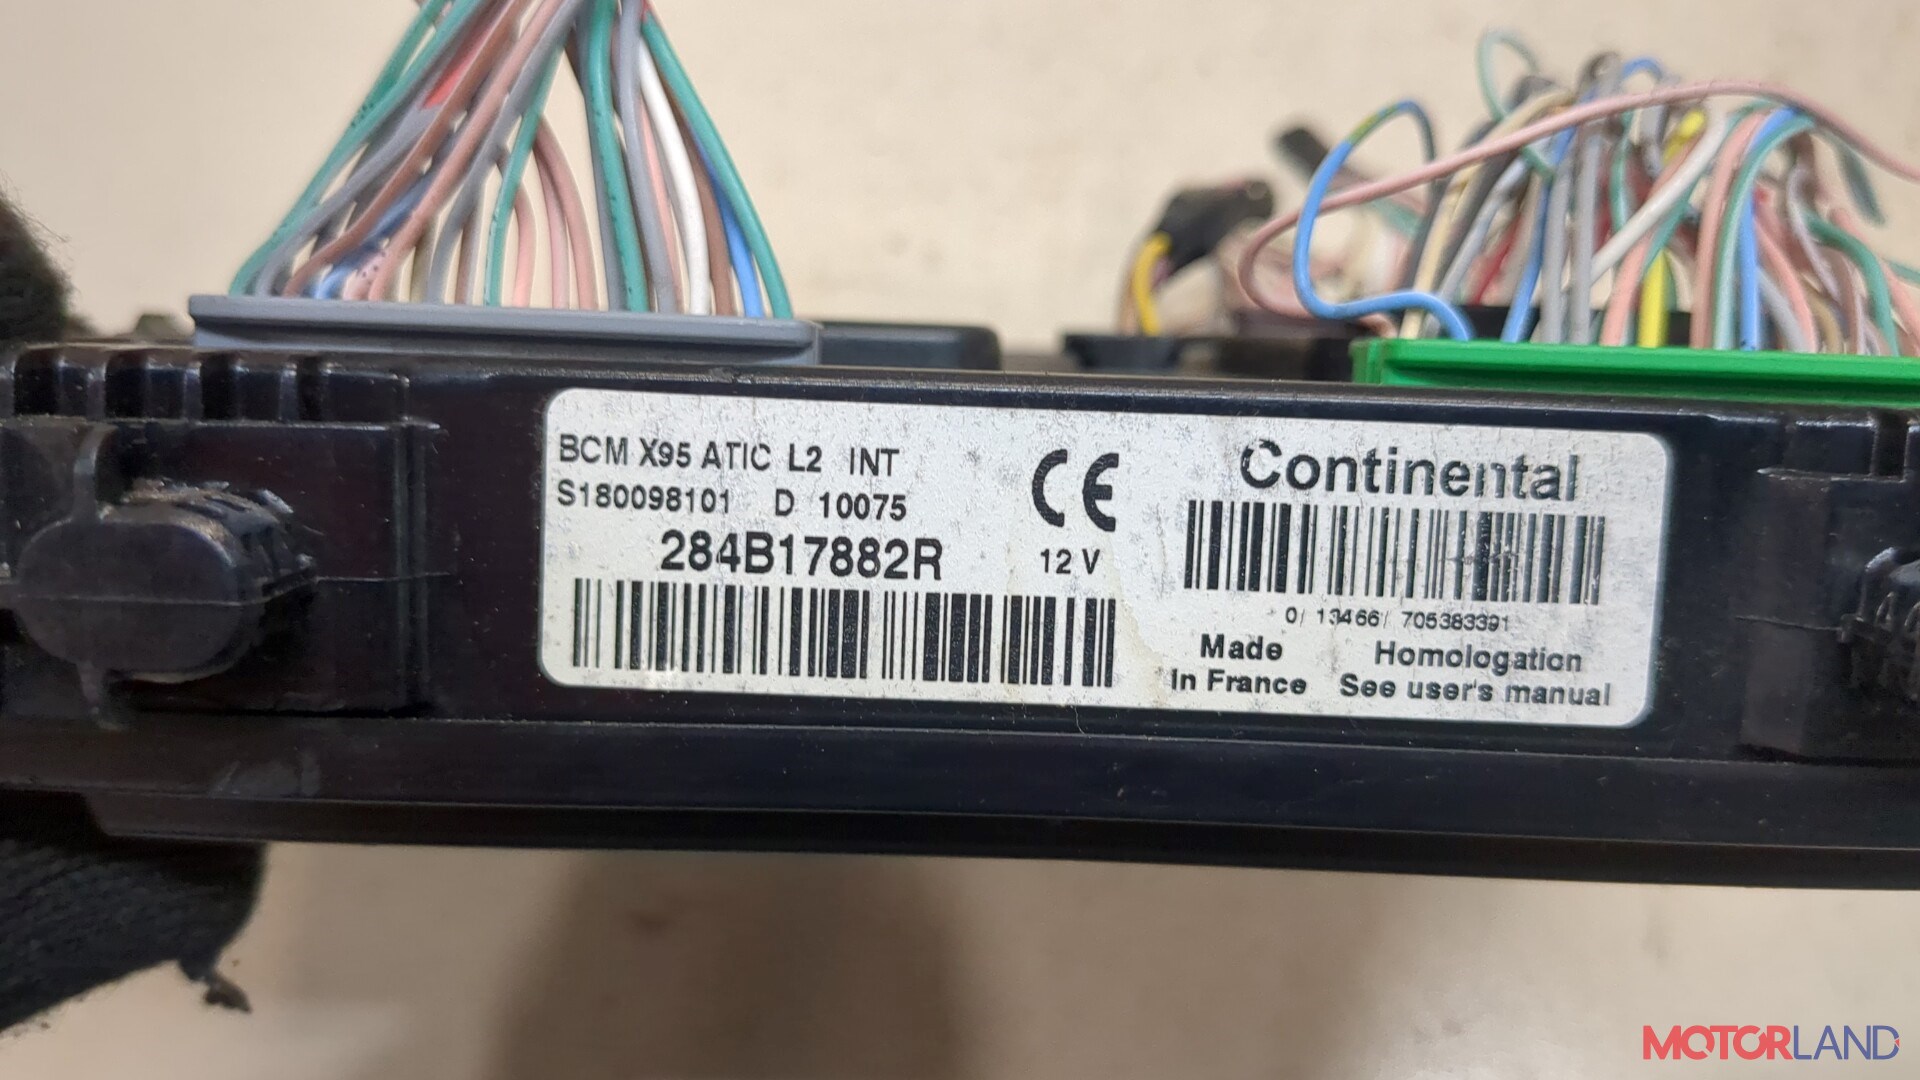 BCM X95 ATIC L2 INT
S180098101 D 10075
284B17882R
CE
12 V
Continental
0/ 13466/ 705383391
Made
In France
Homologation
See user's manual
MOTORLAND